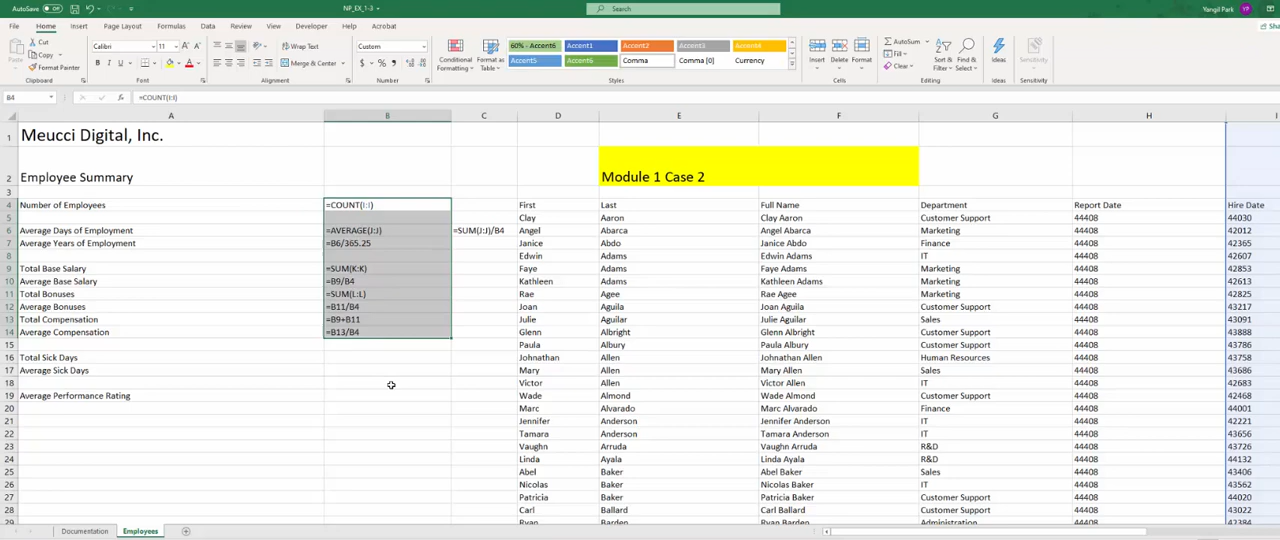 AutoSave Off NP_EX_1-3 Search Yangil Park YP
File Home Insert Page Layout Formulas Data Review View Developer Help Acrobat Sha
Cut Copy Format Painter Clipboard
Calibri 11 B I U Font
Wrap Text Merge & Center Alignment
Custom $ % Number
Conditional Formatting Format as Table
60% - Accent6 Accent1 Accent2 Accent3 Accent4
Accent5 Accent6 Comma Comma [0] Currency
Styles
Insert Delete Format Cells
AutoSum Clear Sort & Filter Find & Select Editing
Ideas Ideas
Sensitivity Sensitivity
B4 fx =COUNT(I:I)
A B C D E F G H I
1 Meucci Digital, Inc.
2 Employee Summary Module 1 Case 2
3
4 Number of Employees =COUNT(I:I) First Last Full Name Department Report Date Hire Date
5 Clay Aaron Clay Aaron Customer Support 44408 44030
6 Average Days of Employment =AVERAGE(J:J) =SUM(J:J)/B4 Angel Abarca Angel Abarca Marketing 44408 42012
7 Average Years of Employment =B6/365.25 Janice Abdo Janice Abdo Finance 44408 42365
8 Edwin Adams Edwin Adams IT 44408 42607
9 Total Base Salary =SUM(K:K) Faye Adams Faye Adams Marketing 44408 42853
10 Average Base Salary =B9/B4 Kathleen Adams Kathleen Adams Marketing 44408 42613
11 Total Bonuses =SUM(L:L) Rae Agee Rae Agee Marketing 44408 42825
12 Average Bonuses =B11/B4 Joan Aguila Joan Aguila Customer Support 44408 43306
13 Total Compensation =B9+B11 Julie Aguilar Julie Aguilar Sales 44408 43091
14 Average Compensation =B13/B4 Glenn Albright Glenn Albright Customer Support 44408 43888
15 Paula Albury Paula Albury Customer Support 44408 43786
16 Total Sick Days Johnathan Allen Johnathan Allen Human Resources 44408 43758
17 Average Sick Days Mary Allen Mary Allen Sales 44408 43686
18 Victor Allen Victor Allen IT 44408 42683
19 Average Performance Rating Wade Almond Wade Almond Customer Support 44408 42468
20 Marc Alvarado Marc Alvarado Finance 44408 44001
21 Jennifer Anderson Jennifer Anderson IT 44408 42221
22 Tamara Anderson Tamara Anderson IT 44408 43656
23 Vaughn Arruda Vaughn Arruda R&D 44408 43726
24 Linda Ayala Linda Ayala R&D 44408 44132
25 Abel Baker Abel Baker Sales 44408 43406
26 Nicolas Baker Nicolas Baker IT 44408 43562
27 Patricia Baker Patricia Baker Customer Support 44408 44020
28 Carl Ballard Carl Ballard Customer Support 44408 43022
29 Ryan Barden Ryan Barden Administration 44408 42384
Documentation Employees